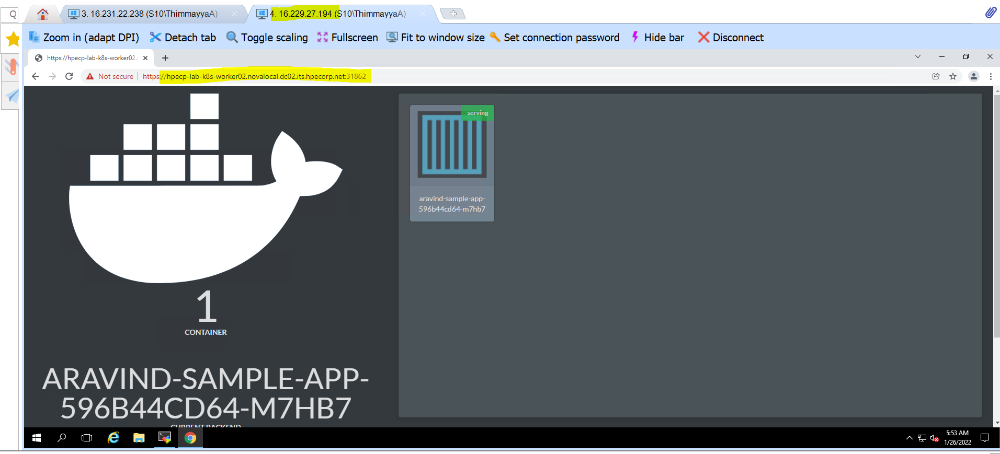 3. 16.231.22.238 (S10\ThimmayyaA)
4. 16.229.27.194 (S10\ThimmayyaA)
Zoom in (adapt DPI) Detach tab Toggle scaling Fullscreen Fit to window size Set connection password Hide bar Disconnect
https://hpecp-lab-k8s-worker02.
Not secure https://hpecp-lab-k8s-worker02.novalocal.dc02.its.hpecorp.net:31862
serving
aravind-sample-app-
596b44cd64-m7hb7
1
CONTAINER
ARAVIND-SAMPLE-APP-
596B44CD64-M7HB7
CURRENT BACKEND
5:53 AM
1/26/2022